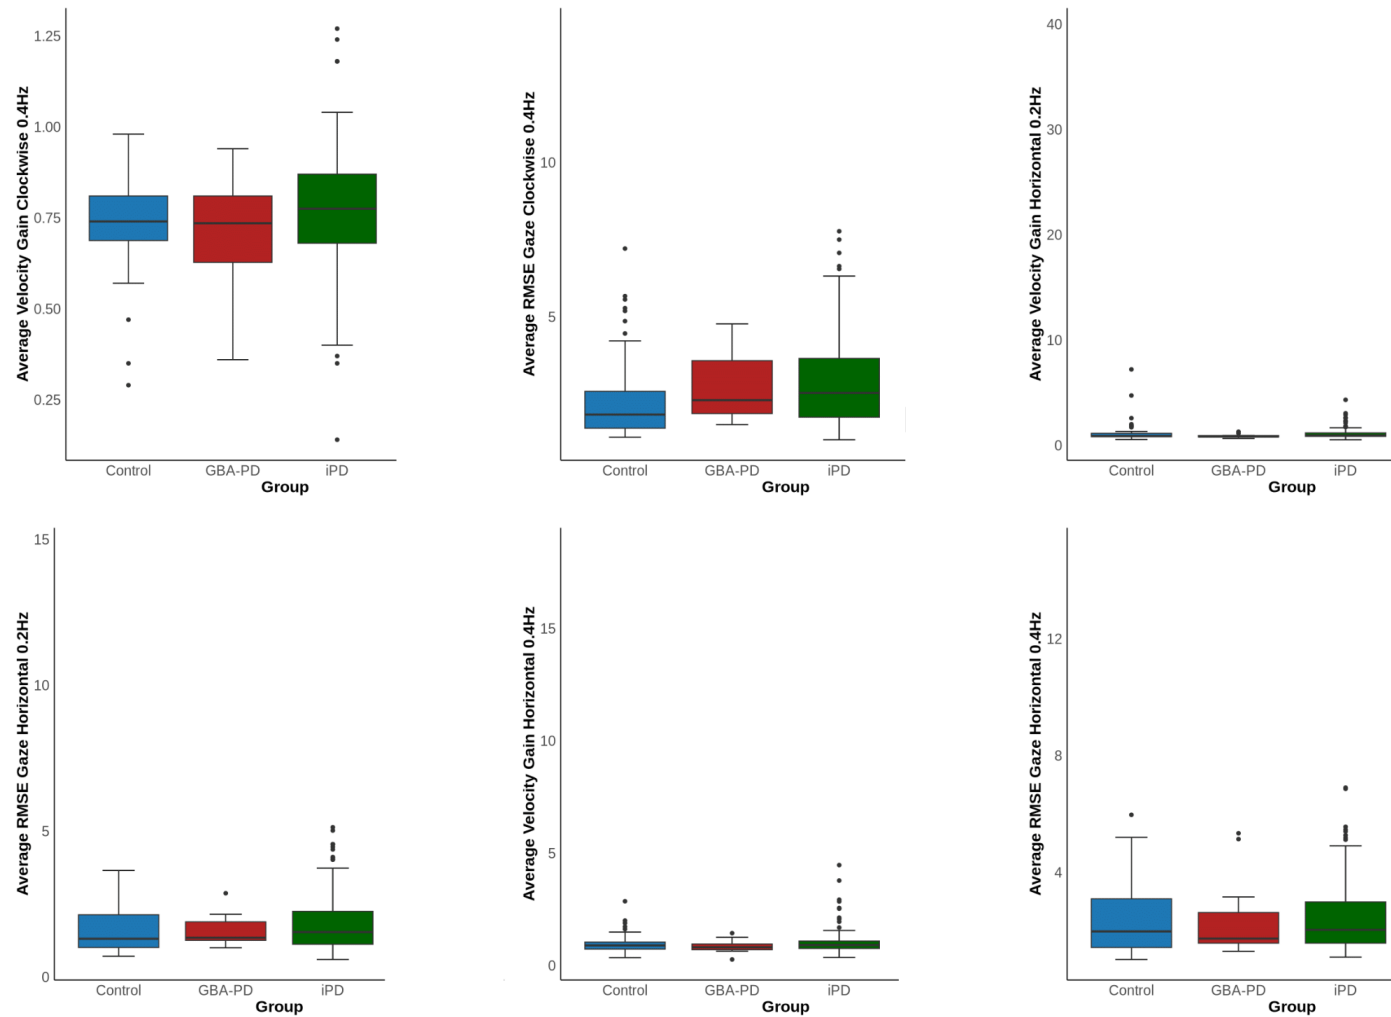 Average Velocity Gain Clockwise 0.4Hz
1.25
1.00
0.75
0.50
0.25
Control GBA-PD iPD
Group
Average RMSE Gaze Clockwise 0.4Hz
10
5
Control GBA-PD iPD
Group
Average Velocity Gain Horizontal 0.2Hz
40
30
20
10
0
Control GBA-PD iPD
Group
Average RMSE Gaze Horizontal 0.2Hz
15
10
5
0
Control GBA-PD iPD
Group
Average Velocity Gain Horizontal 0.4Hz
15
10
5
0
Control GBA-PD iPD
Group
Average RMSE Gaze Horizontal 0.4Hz
12
8
4
Control GBA-PD iPD
Group